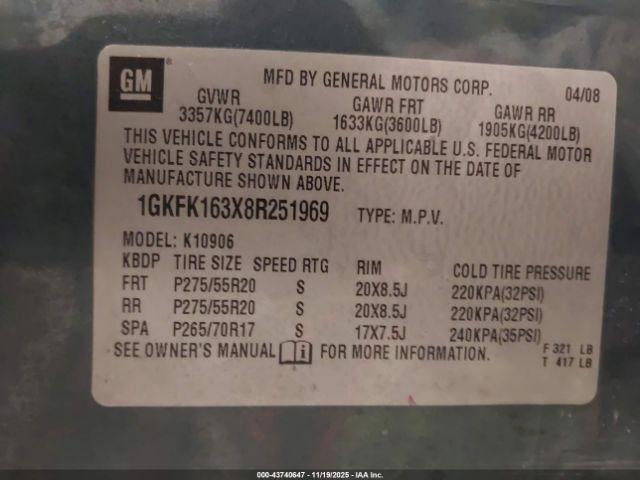 GM ® MFD BY GENERAL MOTORS CORP. 04/08
GVWR GAWR FRT GAWR RR
3357KG(7400LB) 1633KG(3600LB) 1905KG(4200LB)
THIS VEHICLE CONFORMS TO ALL APPLICABLE U.S. FEDERAL MOTOR
VEHICLE SAFETY STANDARDS IN EFFECT ON THE DATE OF
MANUFACTURE SHOWN ABOVE.
1GKFK163X8R251969 TYPE: M.P.V.
MODEL: K10906
KBDP TIRE SIZE SPEED RTG RIM COLD TIRE PRESSURE
FRT P275/55R20 S 20X8.5J 220KPA(32PSI)
RR P275/55R20 S 20X8.5J 220KPA(32PSI)
SPA P265/70R17 S 17X7.5J 240KPA(35PSI)
SEE OWNER'S MANUAL i FOR MORE INFORMATION. F 321 LB
T 417 LB
000-43740647 - 11/19/2025 - IAA Inc.